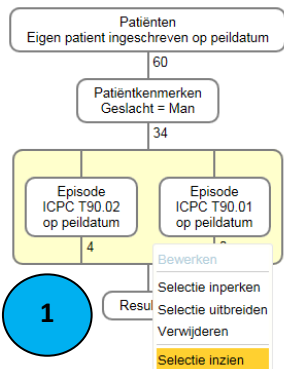 Patiënten
Eigen patient ingeschreven op peildatum
60
Patiëntkenmerken
Geslacht = Man
34
Episode
ICPC T90.02
op peildatum
Episode
ICPC T90.01
op peildatum
4
Bewerken
Selectie inperken
Selectie uitbreiden
Verwijderen
Selectie inzien
1
Resul